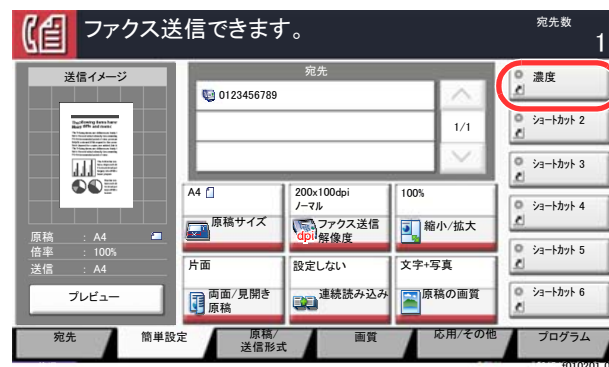 ファクス送信できます。
宛先数
1
送信イメージ
原稿 : A4
倍率 : 100%
送信 : A4
プレビュー
宛先
0123456789
1/1
A4
原稿サイズ
200x100dpi
ノーマル
ファクス送信
解像度
dpi
100%
縮小/拡大
片面
両面/見開き
原稿
設定しない
連続読み込み
文字+写真
原稿の画質
濃度
ショートカット 2
ショートカット 3
ショートカット 4
ショートカット 5
ショートカット 6
宛先
簡単設定
原稿/
送信形式
画質
応用/その他
プログラム